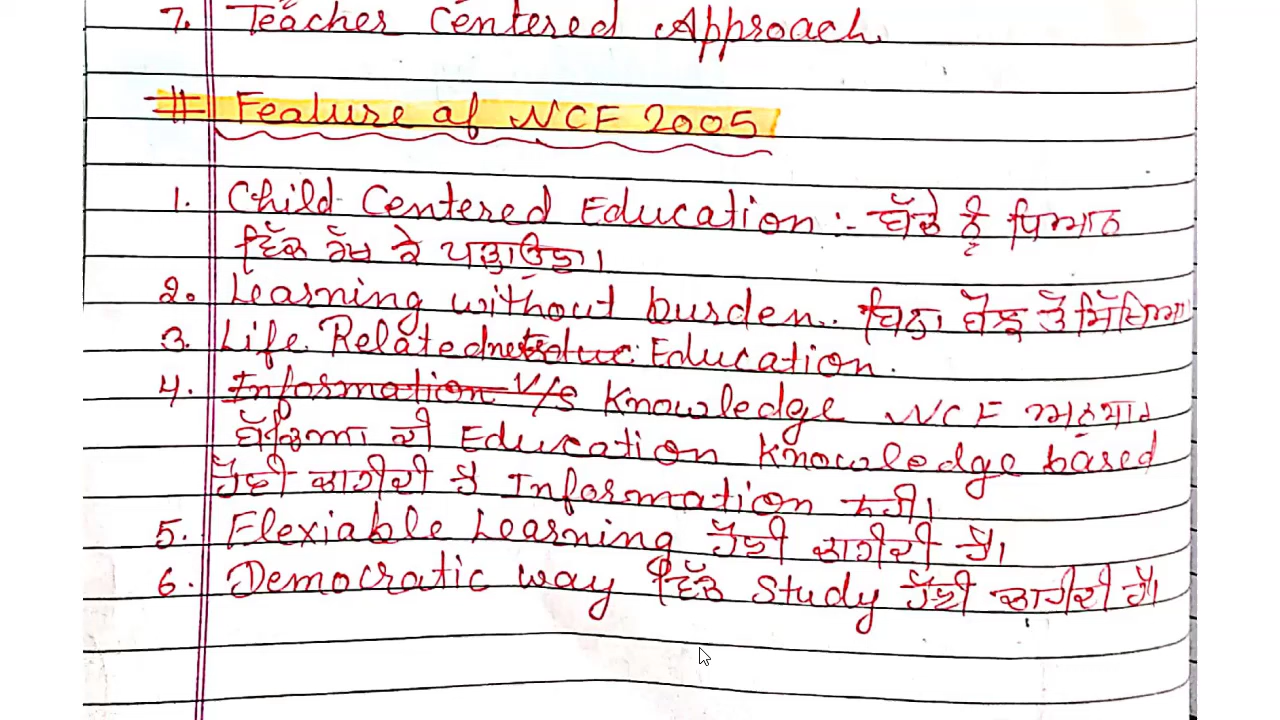 7. Teacher Centered Approach.
# Fealure af NCF 2005
1. Child Centered Education :- ਬੱਚੇ ਨੂੰ ਧਿਆਨ
ਵਿੱਚ ਰੱਖ ਕੇ ਪੜ੍ਹਾਉਣਾ।
2. Learning without burden. ਬਿਨਾ ਬੋਝ ਤੋਂ ਸਿੱਖਿਆ
3. Life Related Education.
4. Information V/S Knowledge NCF ਅਨੁਸਾਰ
ਬੱਚਿਆਂ ਦੀ Education Knowledge based
ਹੋਣੀ ਚਾਹੀਦੀ ਹੈ Information ਨਹੀ।
5. Flexiable Learning ਹੋਣੀ ਚਾਹੀਦੀ ਹੈ।
6. Democratic way ਵਿੱਚ Study ਹੋਣੀ ਚਾਹੀਦੀ ਹੈ।